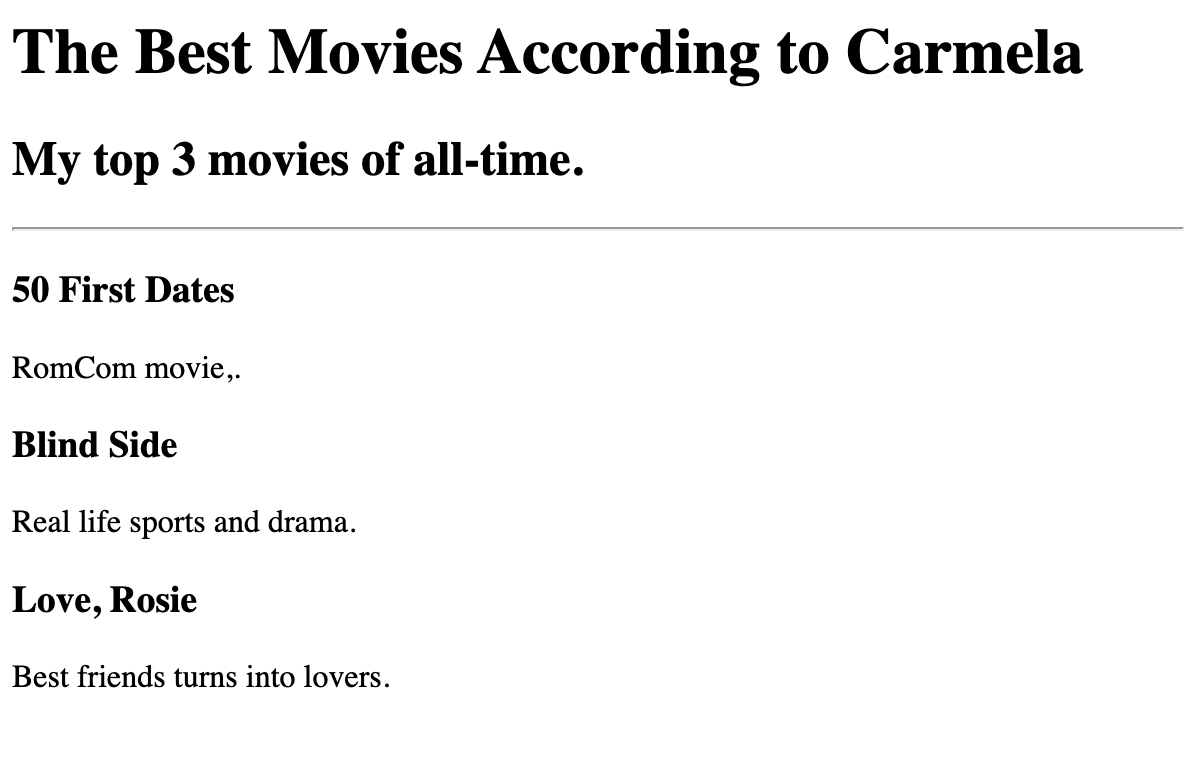 The Best Movies According to Carmela
My top 3 movies of all-time.
50 First Dates
RomCom movie,.
Blind Side
Real life sports and drama.
Love, Rosie
Best friends turns into lovers.